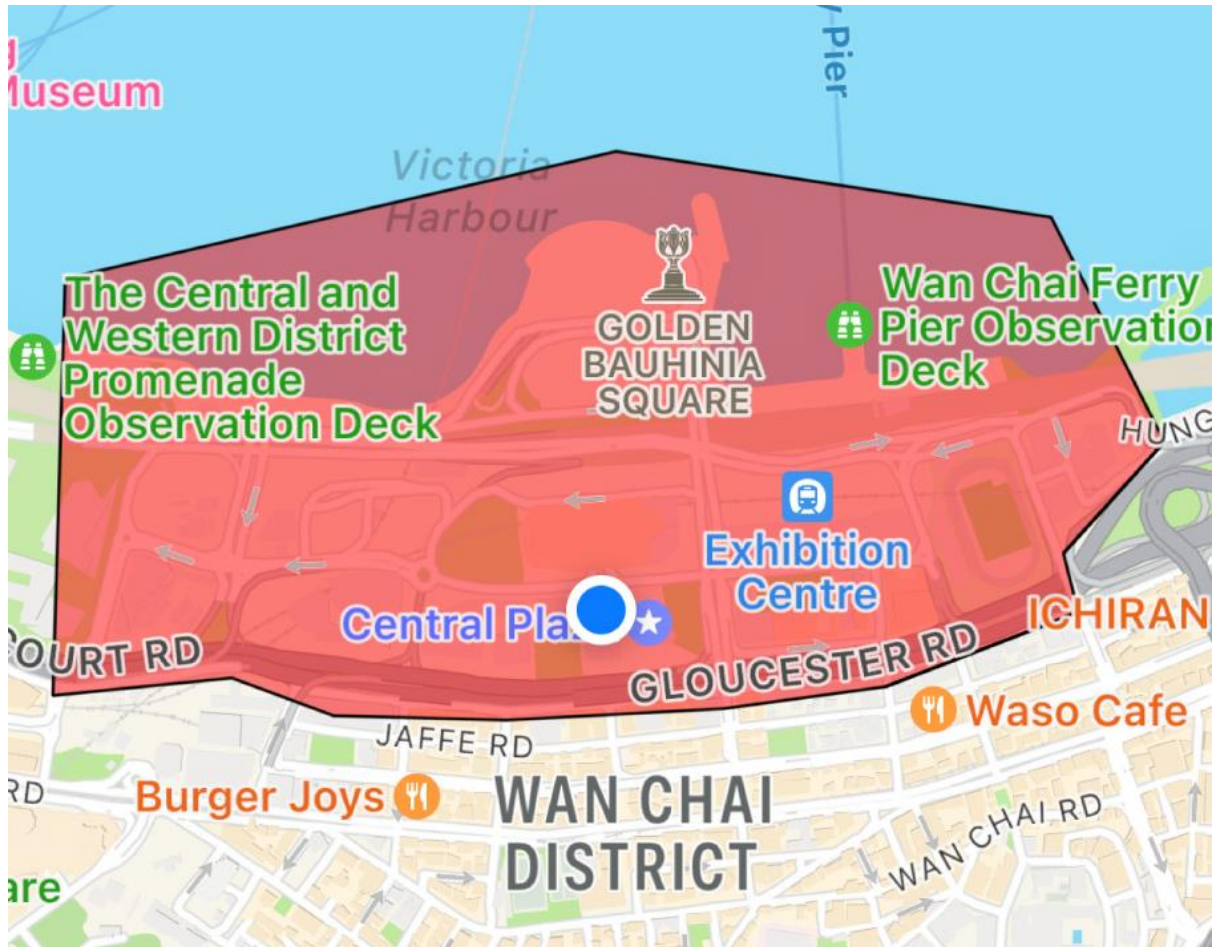 Museum
Pier
Victoria
Harbour
The Central and
Western District
Promenade
Observation Deck
GOLDEN
BAUHINIA
SQUARE
Wan Chai Ferry
Pier Observation
Deck
HUNG
Exhibition
Centre
Central Plaz
ICHIRAN
COURT RD
GLOUCESTER RD
Waso Cafe
JAFFE RD
Burger Joys
RD
WAN CHAI
DISTRICT
WAN CHAI RD
are